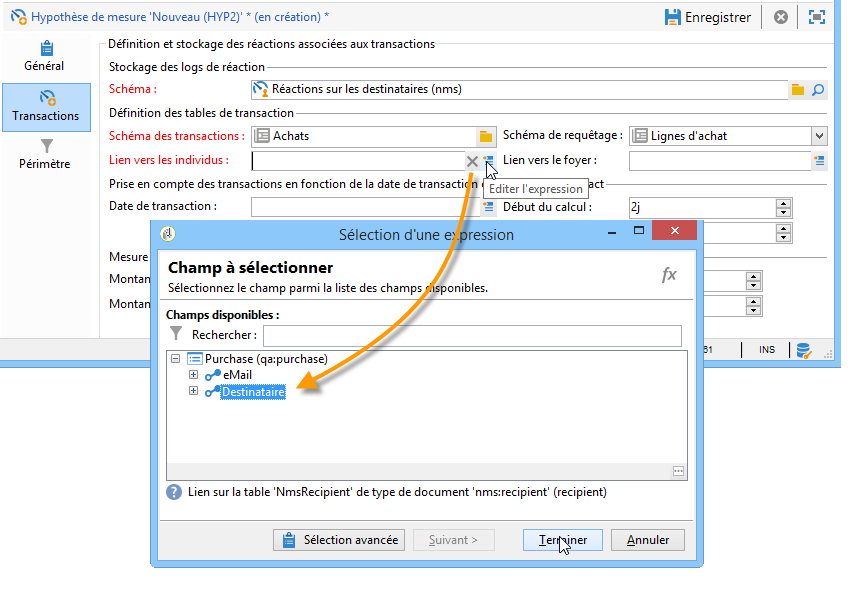 Hypothèse de mesure 'Nouveau (HYP2)' * (en création) *
Enregistrer
Général
Transactions
Périmètre
Définition et stockage des réactions associées aux transactions
Stockage des logs de réaction
Schéma :
Réactions sur les destinataires (nms)
Définition des tables de transaction
Schéma des transactions :
Achats
Schéma de requêtage :
Lignes d'achat
Lien vers les individus :
Lien vers le foyer :
Prise en compte des transactions en fonction de la date de transaction
Editer l'expression
Date de transaction :
Début du calcul :
2j
Mesure
Montan
Montan
61
INS
Sélection d'une expression
Champ à sélectionner
Sélectionnez le champ parmi la liste des champs disponibles.
fx
Champs disponibles :
Rechercher :
Purchase (qa:purchase)
eMail
Destinataire
Lien sur la table 'NmsRecipient' de type de document 'nms:recipient' (recipient)
Sélection avancée
Suivant >
Terminer
Annuler